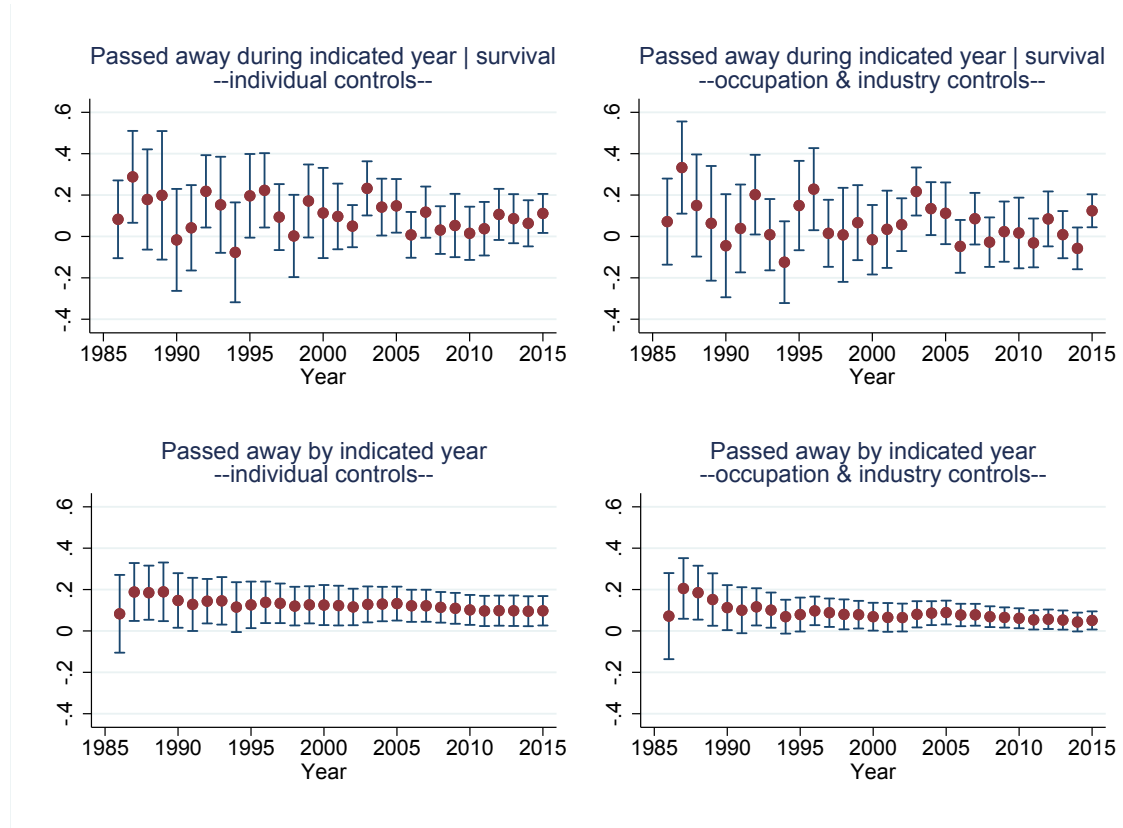 Passed away during indicated year | survival
--individual controls--
.6
.4
.2
0
-.2
-.4
1985 1990 1995 2000 2005 2010 2015
Year
Passed away during indicated year | survival
--occupation & industry controls--
.6
.4
.2
0
-.2
-.4
1985 1990 1995 2000 2005 2010 2015
Year
Passed away by indicated year
--individual controls--
.6
.4
.2
0
-.2
-.4
1985 1990 1995 2000 2005 2010 2015
Year
Passed away by indicated year
--occupation & industry controls--
.6
.4
.2
0
-.2
-.4
1985 1990 1995 2000 2005 2010 2015
Year